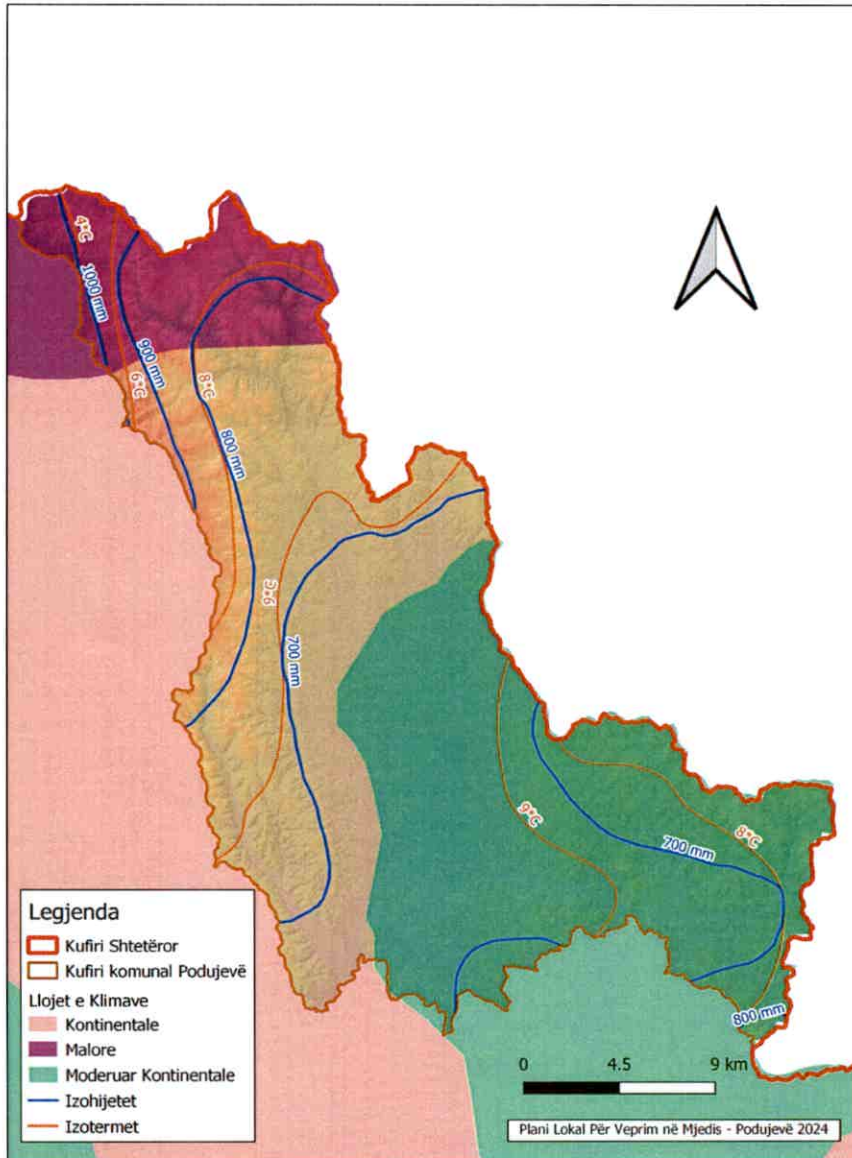 4°C
1000 mm
900 mm
6°C
8°C
800 mm
9°C
700 mm
9°C
700 mm
8°C
800 mm
Legjenda
Kufiri Shtetëror
Kufiri komunal Podujevë
Llojet e Klimave
Kontinentale
Malore
Moderuar Kontinentale
Izohijetet
Izotermet
0 4.5 9 km
Plani Lokal Për Veprim në Mjedis - Podujevë 2024